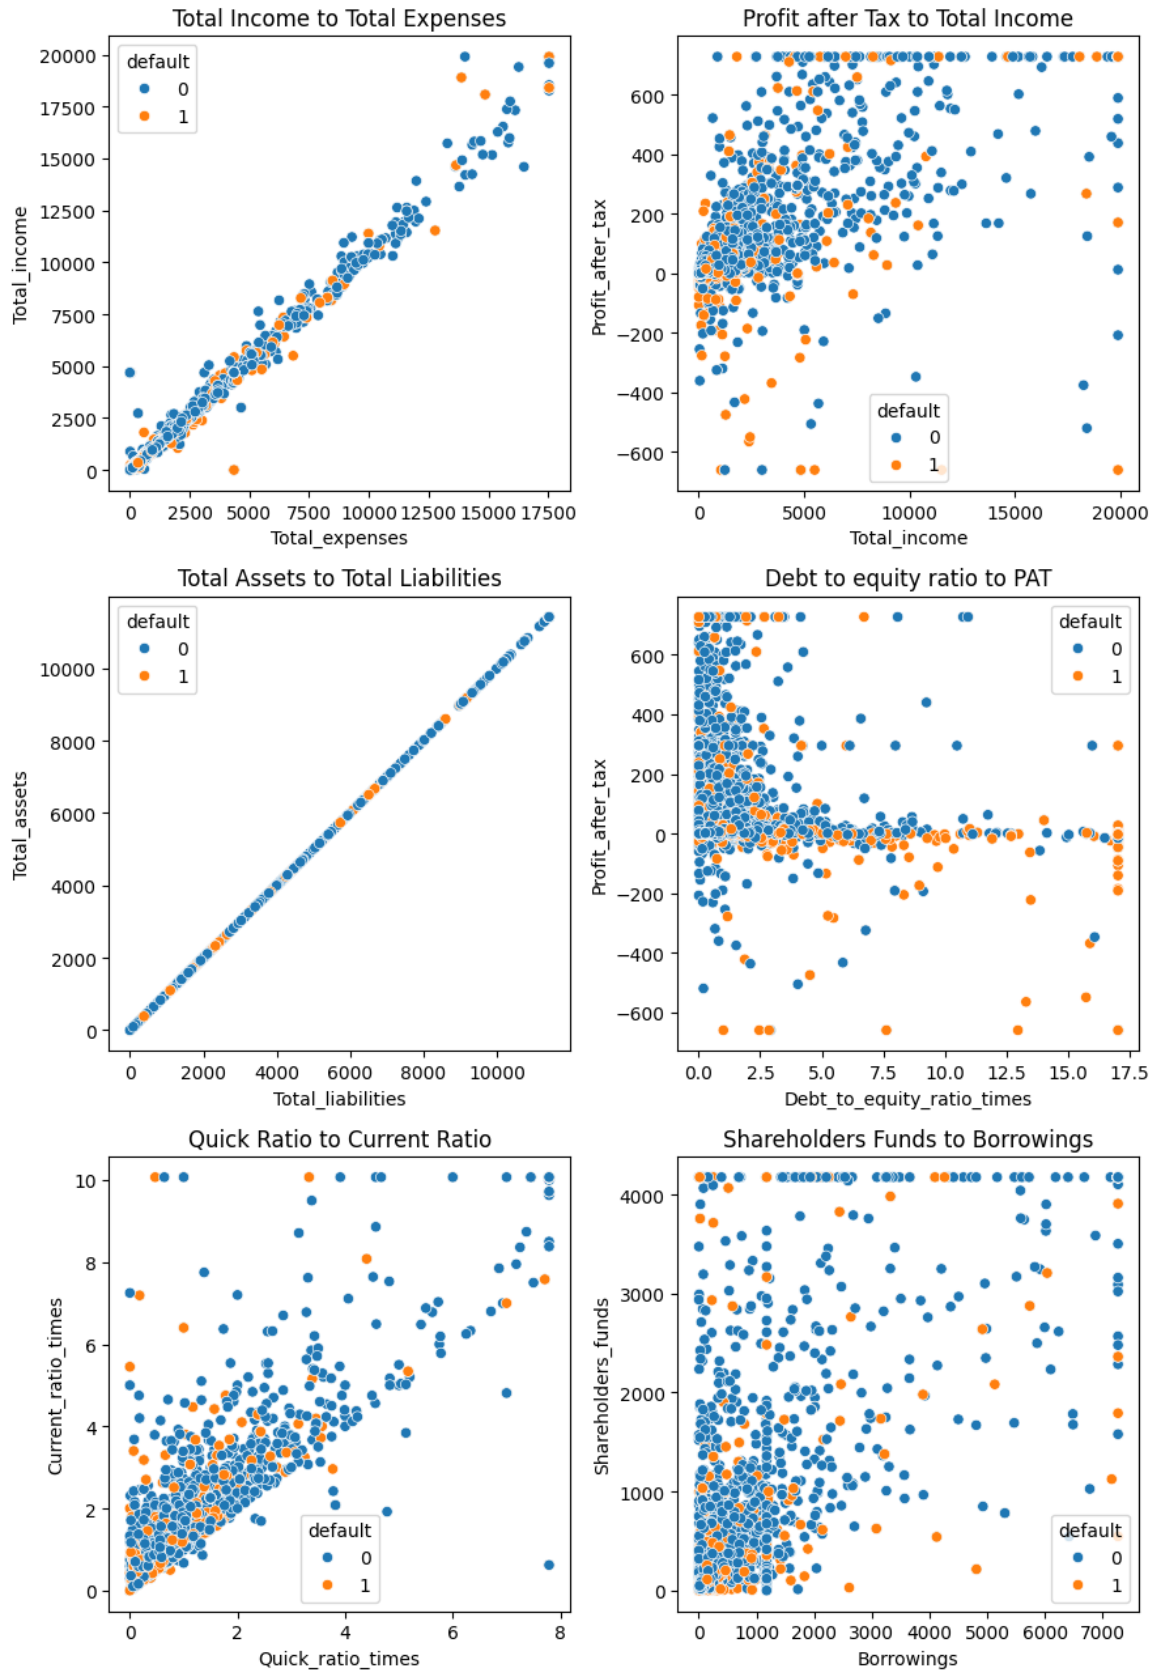 Total Income to Total Expenses
default
0
1
20000
17500
15000
12500
10000
7500
5000
2500
0
Total_income
0 2500 5000 7500 10000 12500 15000 17500
Total_expenses
Profit after Tax to Total Income
600
400
200
0
−200
−400
−600
Profit_after_tax
default
0
1
0 5000 10000 15000 20000
Total_income
Total Assets to Total Liabilities
default
0
1
10000
8000
6000
4000
2000
0
Total_assets
0 2000 4000 6000 8000 10000
Total_liabilities
Debt to equity ratio to PAT
default
0
1
600
400
200
0
−200
−400
−600
Profit_after_tax
0.0 2.5 5.0 7.5 10.0 12.5 15.0 17.5
Debt_to_equity_ratio_times
Quick Ratio to Current Ratio
10
8
6
4
2
0
Current_ratio_times
default
0
1
0 2 4 6 8
Quick_ratio_times
Shareholders Funds to Borrowings
4000
3000
2000
1000
0
Shareholders_funds
default
0
1
0 1000 2000 3000 4000 5000 6000 7000
Borrowings